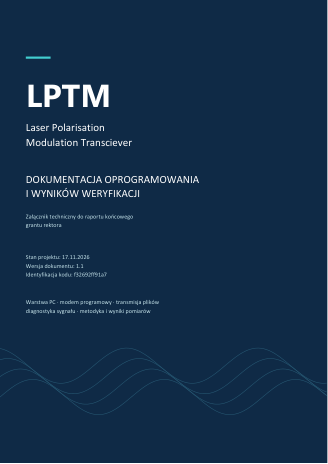 LPTM
Laser Polarisation
Modulation Transciever
DOKUMENTACJA OPROGRAMOWANIA
I WYNIKÓW WERYFIKACJI
Załącznik techniczny do raportu końcowego
grantu rektora
Stan projektu: 17.11.2026
Wersja dokumentu: 1.1
Identyfikacja kodu: f32692ff91a7
Warstwa PC · modem programowy · transmisja plików
diagnostyka sygnału · metodyka i wyniki pomiarów